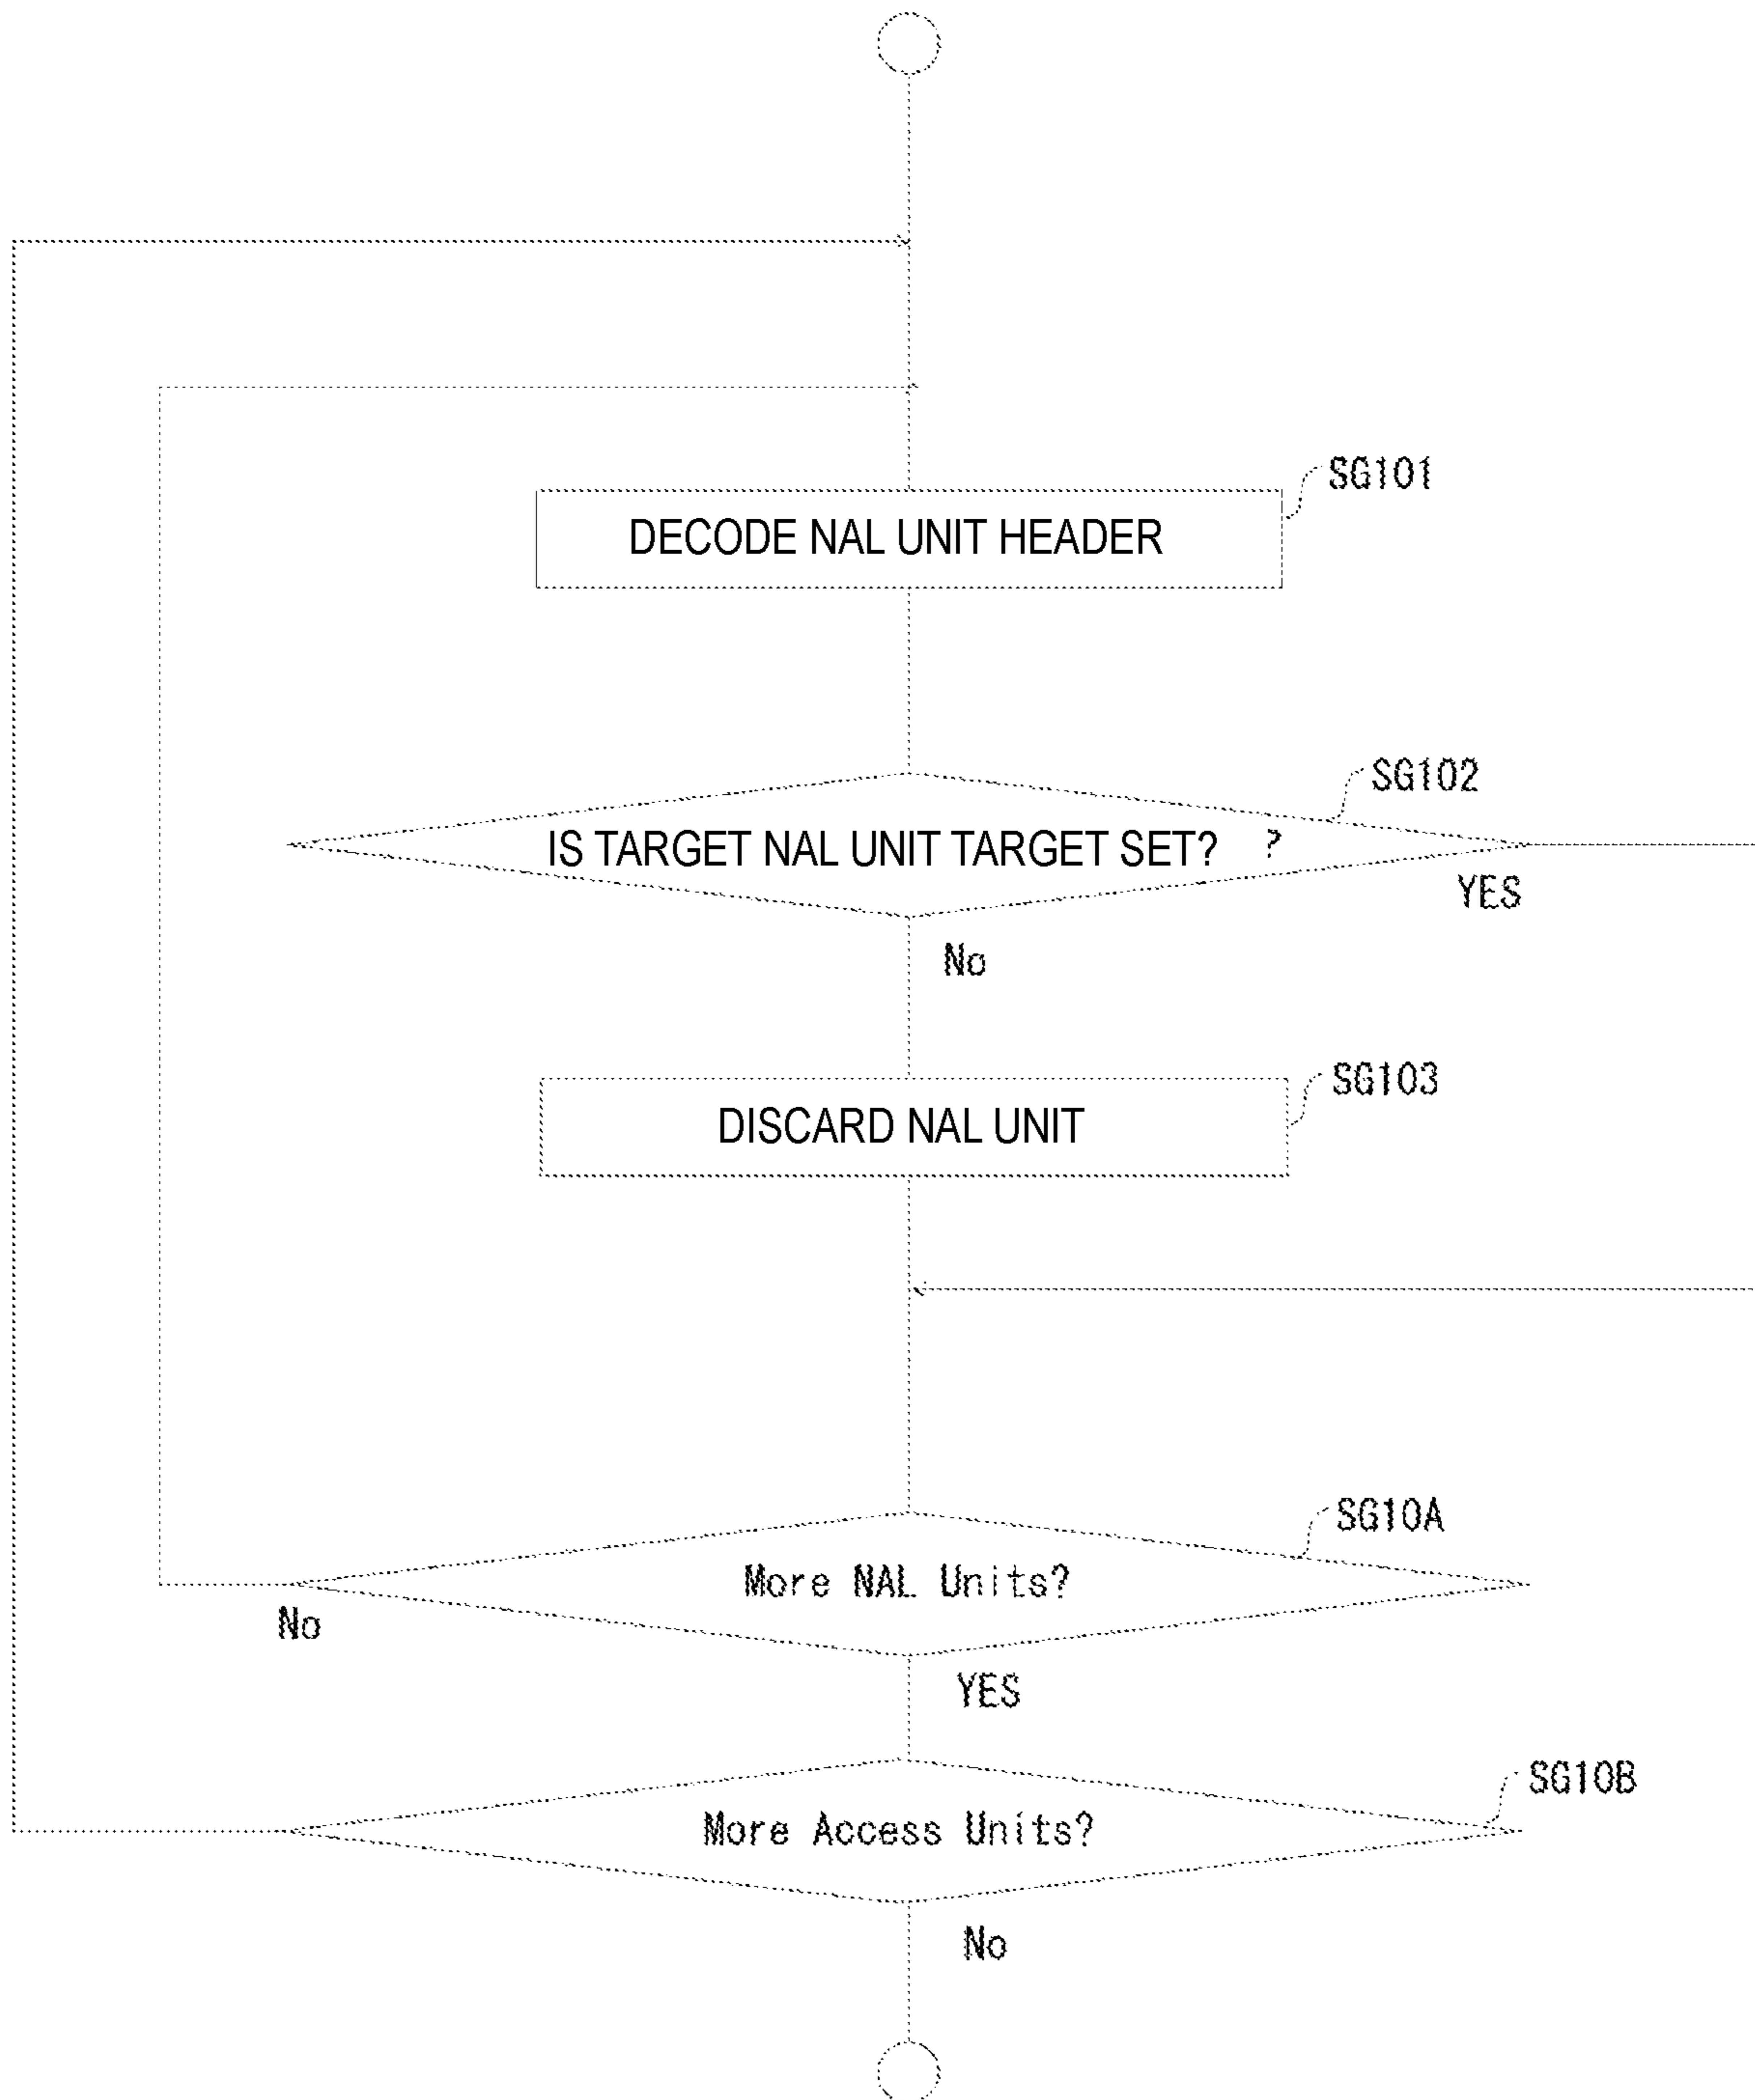 SG101
DECODE NAL UNIT HEADER
SG102
IS TARGET NAL UNIT TARGET SET? ?
YES
No
SG103
DISCARD NAL UNIT
SG10A
More NAL Units?
No
YES
SG10B
More Access Units?
No